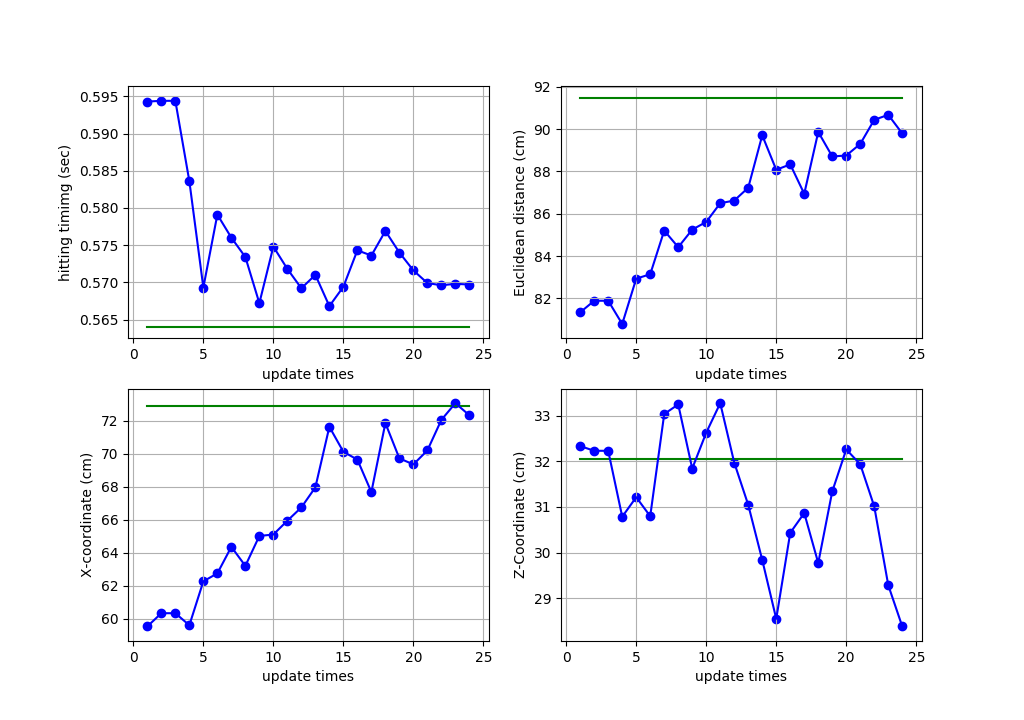 0.595
0.590
0.585
0.580
0.575
0.570
0.565
hitting timimg (sec)
0 5 10 15 20 25
update times
92
90
88
86
84
82
Euclidean distance (cm)
0 5 10 15 20 25
update times
72
70
68
66
64
62
60
X-coordinate (cm)
0 5 10 15 20 25
update times
33
32
31
30
29
Z-Coordinate (cm)
0 5 10 15 20 25
update times